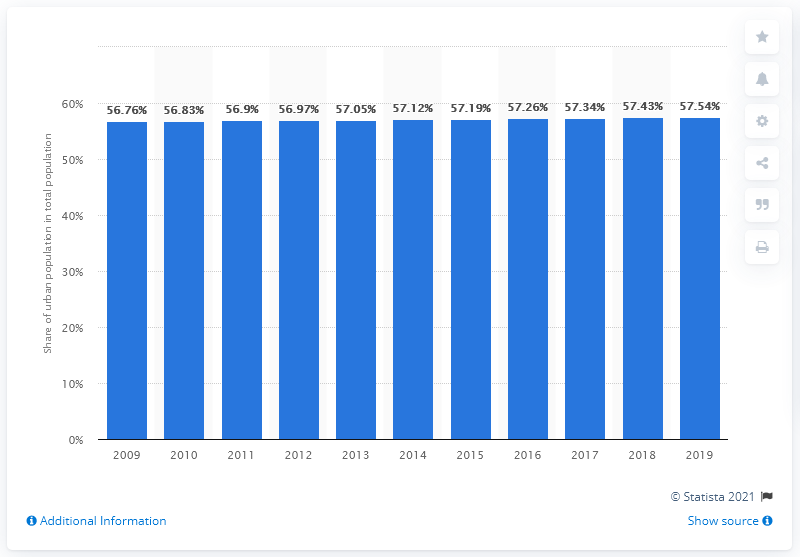 Share of urban population in total population
60%
50%
40%
30%
20%
10%
0%
56.76% 56.83% 56.9% 56.97% 57.05% 57.12% 57.19% 57.26% 57.34% 57.43% 57.54%
2009 2010 2011 2012 2013 2014 2015 2016 2017 2018 2019
© Statista 2021
Additional Information
Show source